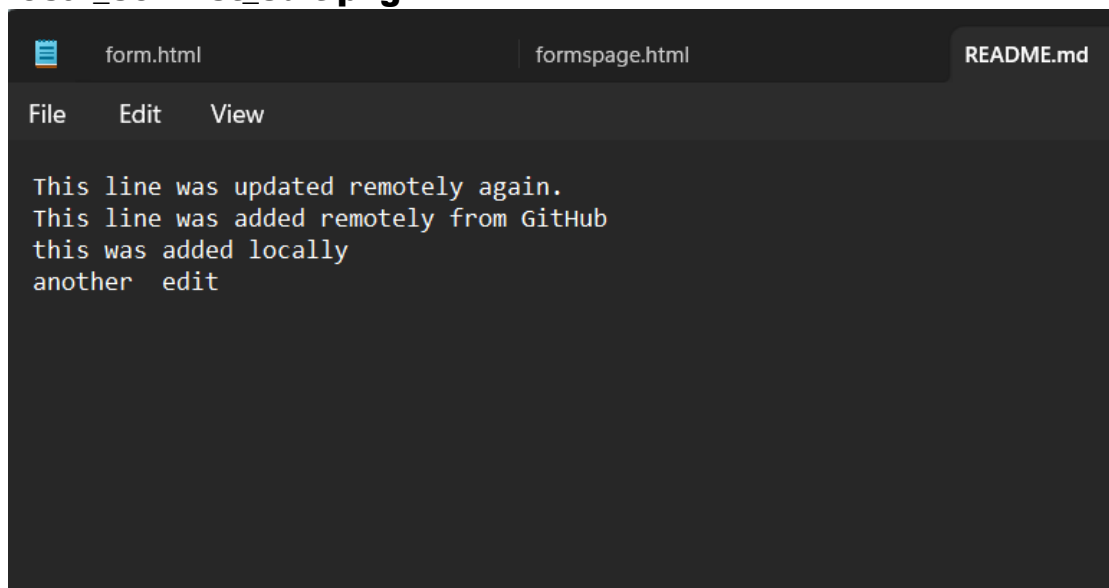 form.html formspage.html README.md
File Edit View
This line was updated remotely again.
This line was added remotely from GitHub
this was added locally
another  edit